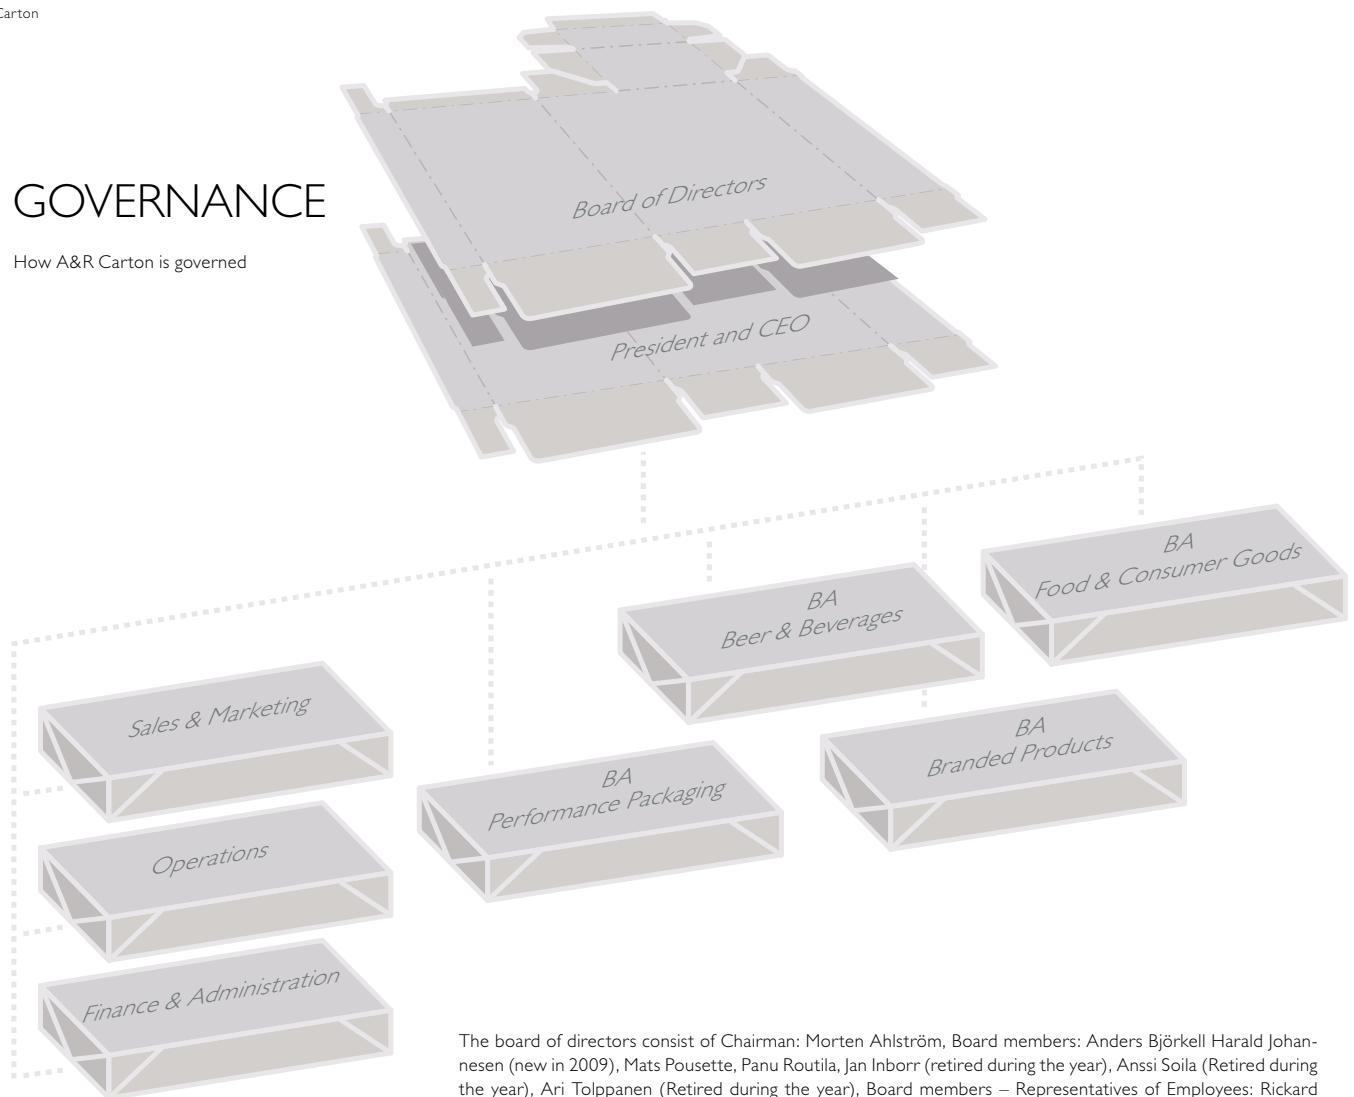 Carton
GOVERNANCE
How A&R Carton is governed
Board of Directors
President and CEO
BA
Food & Consumer Goods
BA
Beer & Beverages
Sales & Marketing
BA
Branded Products
BA
Performance Packaging
Operations
Finance & Administration
The board of directors consist of Chairman: Morten Ahlström, Board members: Anders Björkell Harald Johan-
nesen (new in 2009), Mats Pousette, Panu Routila, Jan Inborr (retired during the year), Anssi Soila (Retired during
the year), Ari Tolppanen (Retired during the year), Board members – Representatives of Employees: Rickard